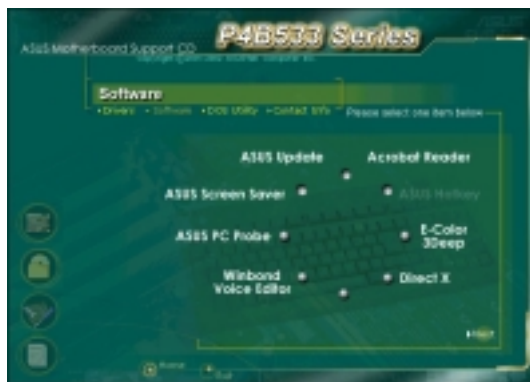 P4B533 Series
ASUS Motherboard Support CD
Software
• Drivers • Software • DOS Utility • Contact Info
Please select one item below
ASUS Update
Acrobat Reader
ASUS Screen Saver
ASUS Hotkey
ASUS PC Probe
E-Color
3Deep
Winbond
Voice Editor
Direct X